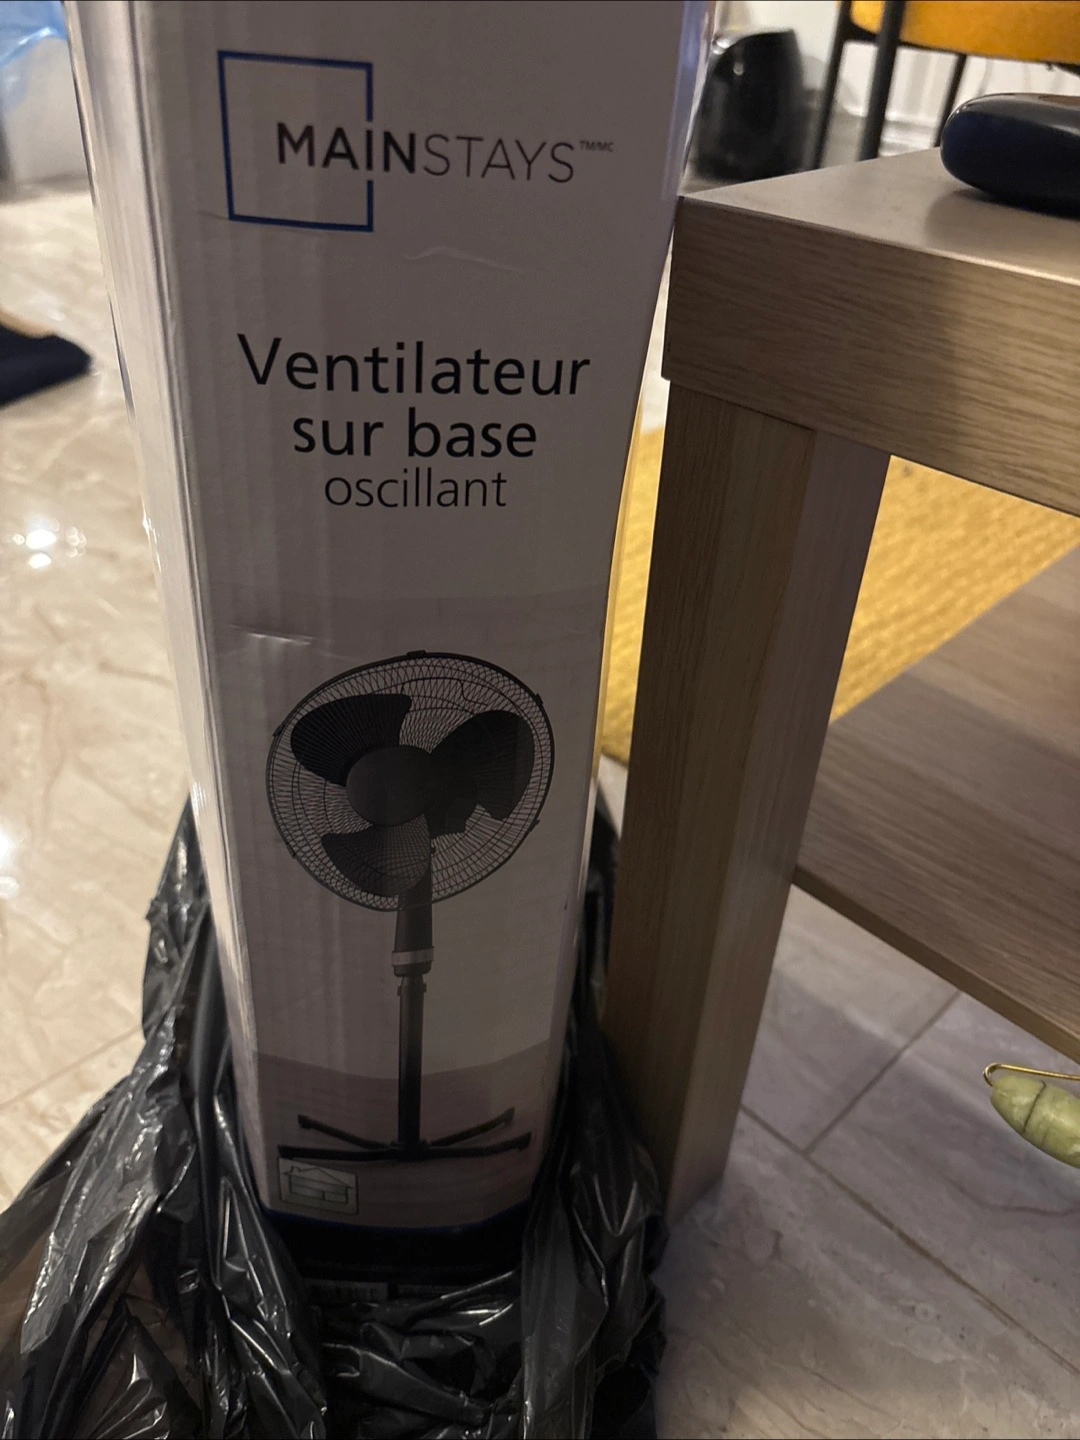 MAINSTAYS™/MC
Ventilateur
sur base
oscillant